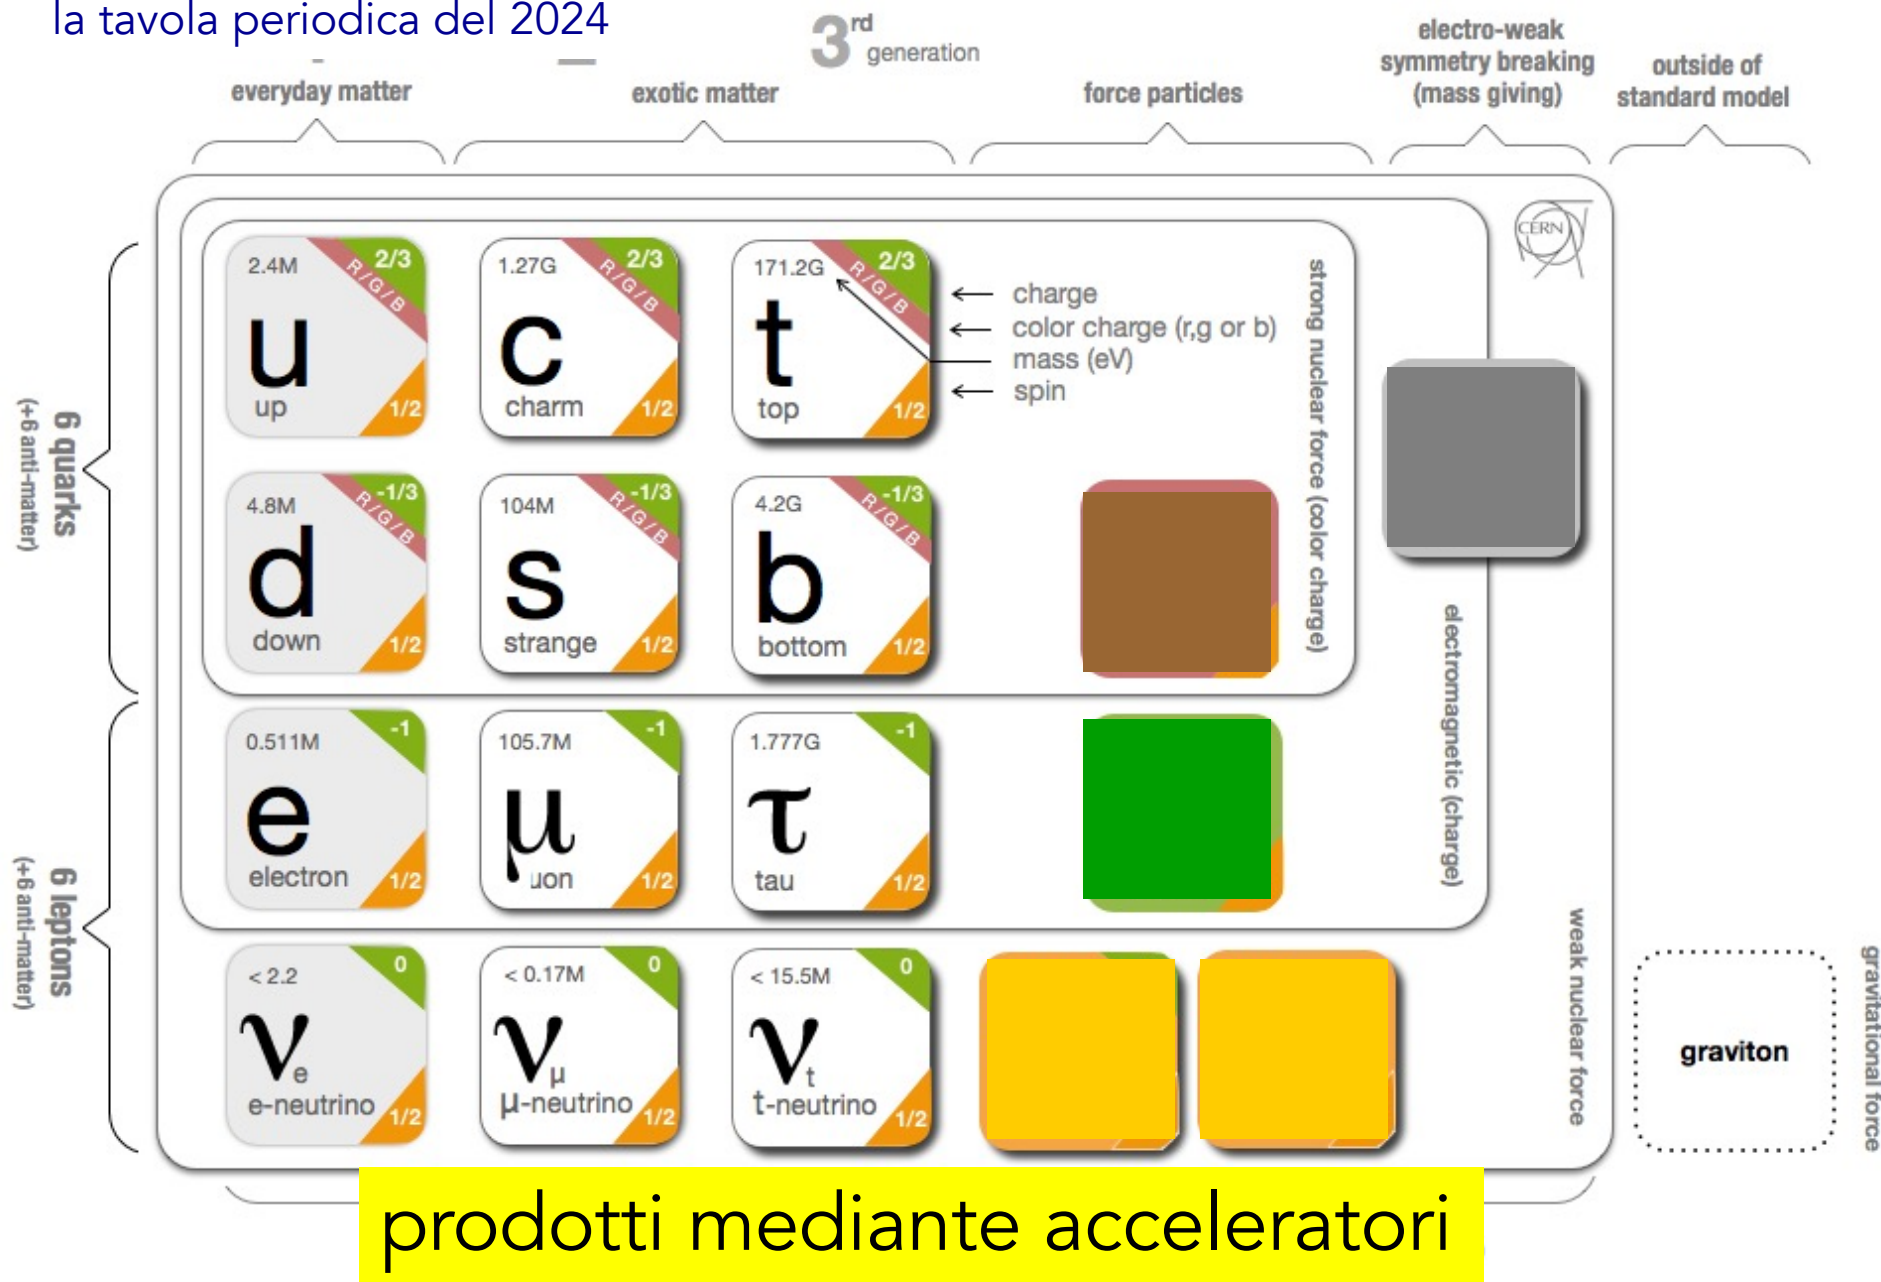 la tavola periodica del 2024
3rd generation
everyday matter
exotic matter
force particles
electro-weak
symmetry breaking
(mass giving)
outside of
standard model
CERN
6 quarks
(+6 anti-matter)
2.4M
2/3
R/G/B
u
up
1/2
1.27G
2/3
R/G/B
c
charm
1/2
171.2G
2/3
R/G/B
t
top
1/2
charge
color charge (r,g or b)
mass (eV)
spin
strong nuclear force (color charge)
4.8M
-1/3
R/G/B
d
down
1/2
104M
-1/3
R/G/B
s
strange
1/2
4.2G
-1/3
R/G/B
b
bottom
1/2
electromagnetic (charge)
6 leptons
(+6 anti-matter)
0.511M
-1
e
electron
1/2
105.7M
-1
μ
uon
1/2
1.777G
-1
τ
tau
1/2
< 2.2
0
νe
e-neutrino
1/2
< 0.17M
0
νμ
μ-neutrino
1/2
< 15.5M
0
νt
t-neutrino
1/2
weak nuclear force
graviton
gravitational force
prodotti mediante acceleratori